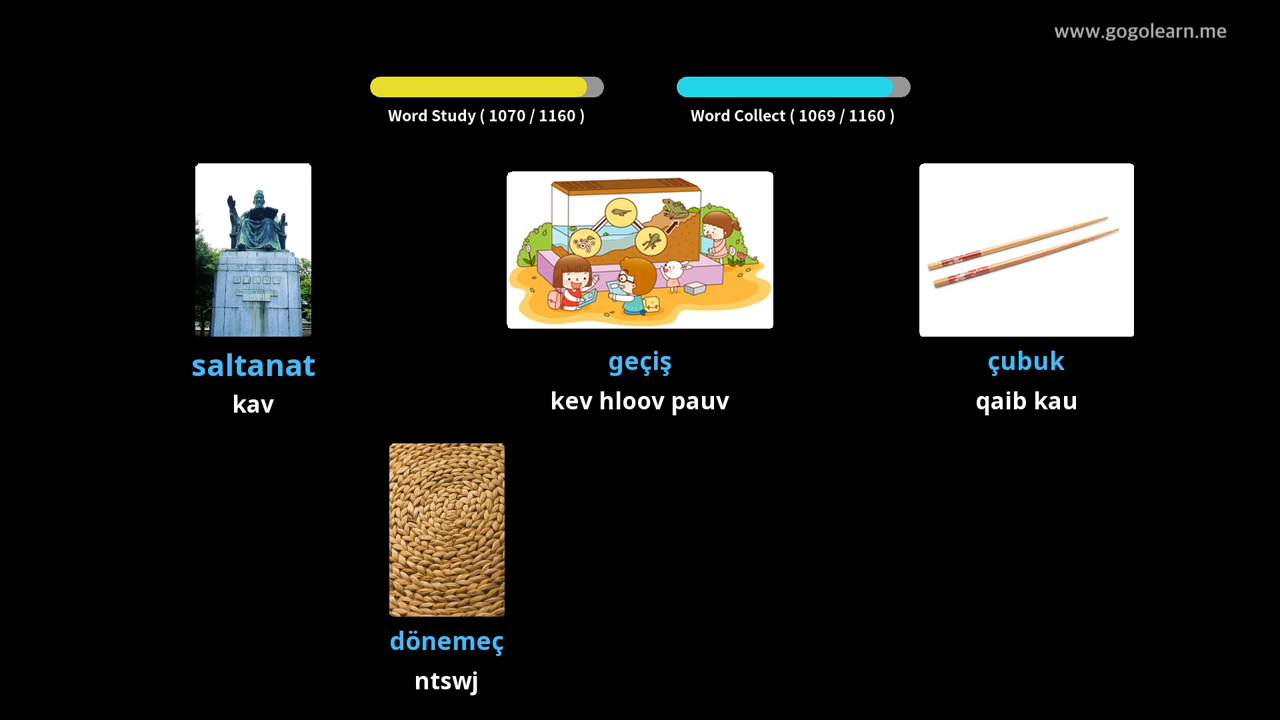 www.gogolearn.me
Word Study ( 1070 / 1160 )
Word Collect ( 1069 / 1160 )
saltanat
kav
geçiş
kev hloov pauv
çubuk
qaib kau
dönemeç
ntswj